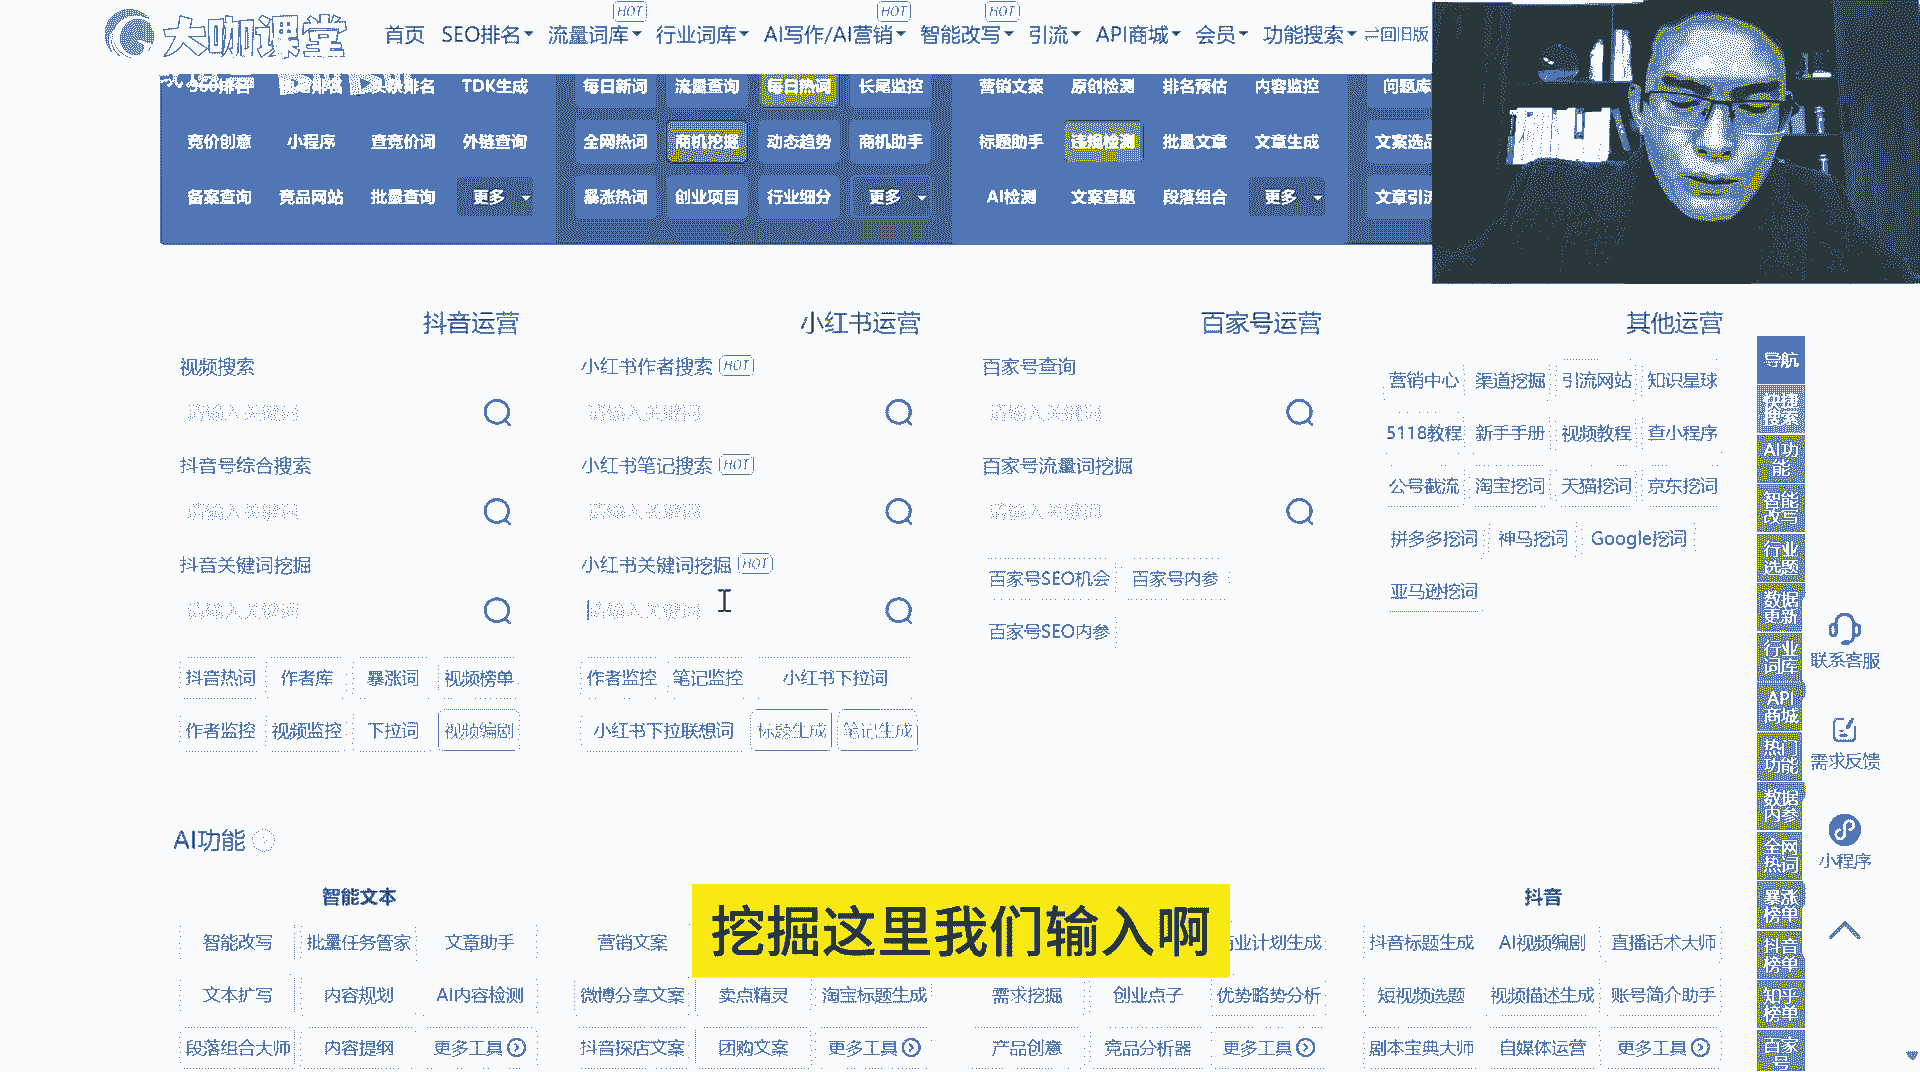 大咖课堂
首页 SEO排名 流量词库 HOT 行业词库 AI写作/AI营销 HOT 智能改写 HOT 引流 API商城 会员 功能搜索 回旧版
360排名 TDK生成 每日新词 流量查询 每日热词 长尾监控 营销文案 原创检测 排名预估 内容监控 问题库
竞价创意 小程序 查竞价词 外链查询 全网热词 商机挖掘 动态趋势 商机助手 标题助手 违规检测 批量文章 文章生成 文案选
备案查询 竞品网站 批量查询 更多 暴涨热词 创业项目 行业细分 更多 AI检测 文案查题 段落组合 更多 文章引
抖音运营 小红书运营 百家号运营 其他运营
视频搜索 小红书作者搜索 HOT 百家号查询
请输入关键词 请输入关键词 请输入关键词
抖音号综合搜索 小红书笔记搜索 HOT 百家号流量词挖掘
请输入关键词 请输入关键词 请输入关键词
抖音关键词挖掘 小红书关键词挖掘 HOT
请输入关键词 请输入关键词
营销中心 渠道挖掘 引流网站 知识星球
5118教程 新手手册 视频教程 查小程序
公号截流 淘宝挖词 天猫挖词 京东挖词
拼多多挖词 神马挖词 Google挖词
亚马逊挖词
百家号SEO机会 百家号内参
百家号SEO内参
抖音热词 作者库 暴涨词 视频榜单 作者监控 笔记监控 小红书下拉词
作者监控 视频监控 下拉词 视频编剧 小红书下拉联想词 标题生成 笔记生成
AI功能
智能文本 抖音
智能改写 批量任务管家 文章助手 营销文案 业计划生成 抖音标题生成 AI视频编剧 直播话术大师
文本扩写 内容规划 AI内容检测 微博分享文案 卖点精灵 淘宝标题生成 需求挖掘 创业点子 优势略势分析 短视频选题 视频描述生成 账号简介助手
段落组合大师 内容提纲 更多工具 抖音探店文案 团购文案 更多工具 产品创意 竞品分析器 更多工具 剧本宝典大师 自媒体运营 更多工具
挖掘这里我们输入啊
导航
快捷搜索
AI功能
智能改写
行业选题
数据更新
行业词库
API商城
热门功能
数据内参
全网热词
暴涨榜单
抖音榜单
知乎榜单
百家号
联系客服
需求反馈
小程序